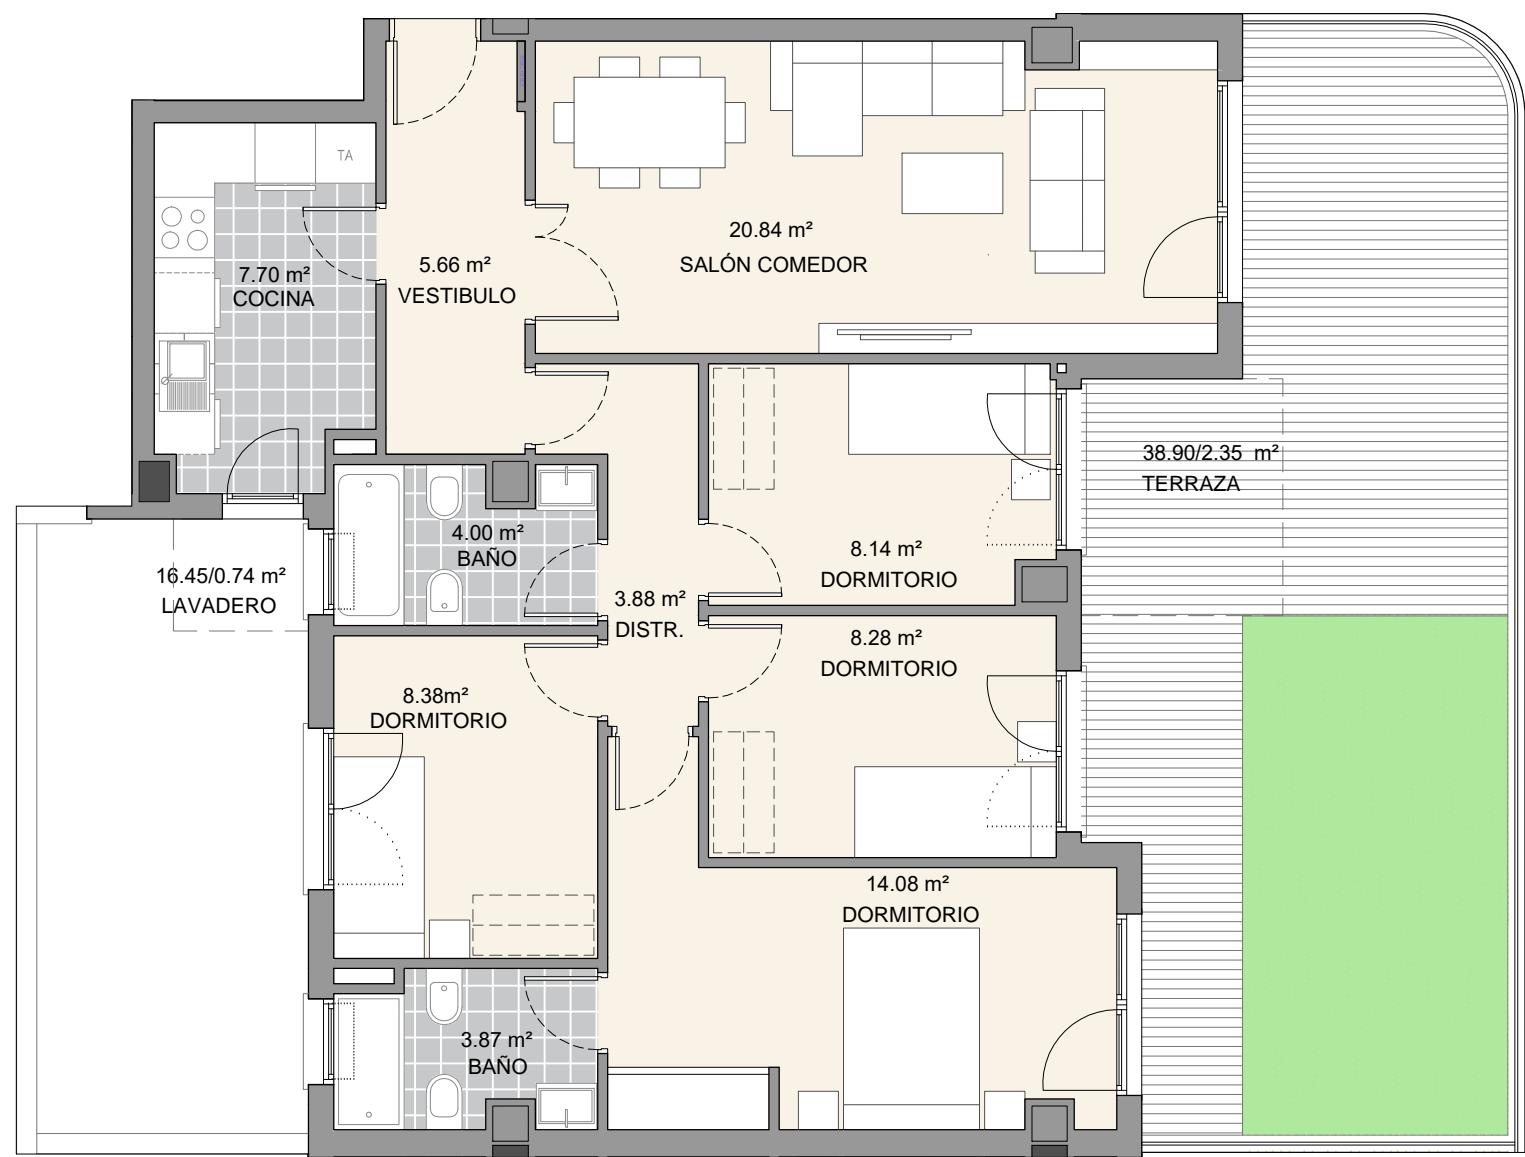 TA
20.84 m²
SALÓN COMEDOR
7.70 m²
COCINA
5.66 m²
VESTIBULO
38.90/2.35 m²
TERRAZA
4.00 m²
BAÑO
8.14 m²
DORMITORIO
16.45/0.74 m²
LAVADERO
3.88 m²
DISTR.
8.28 m²
DORMITORIO
8.38m²
DORMITORIO
14.08 m²
DORMITORIO
3.87 m²
BAÑO